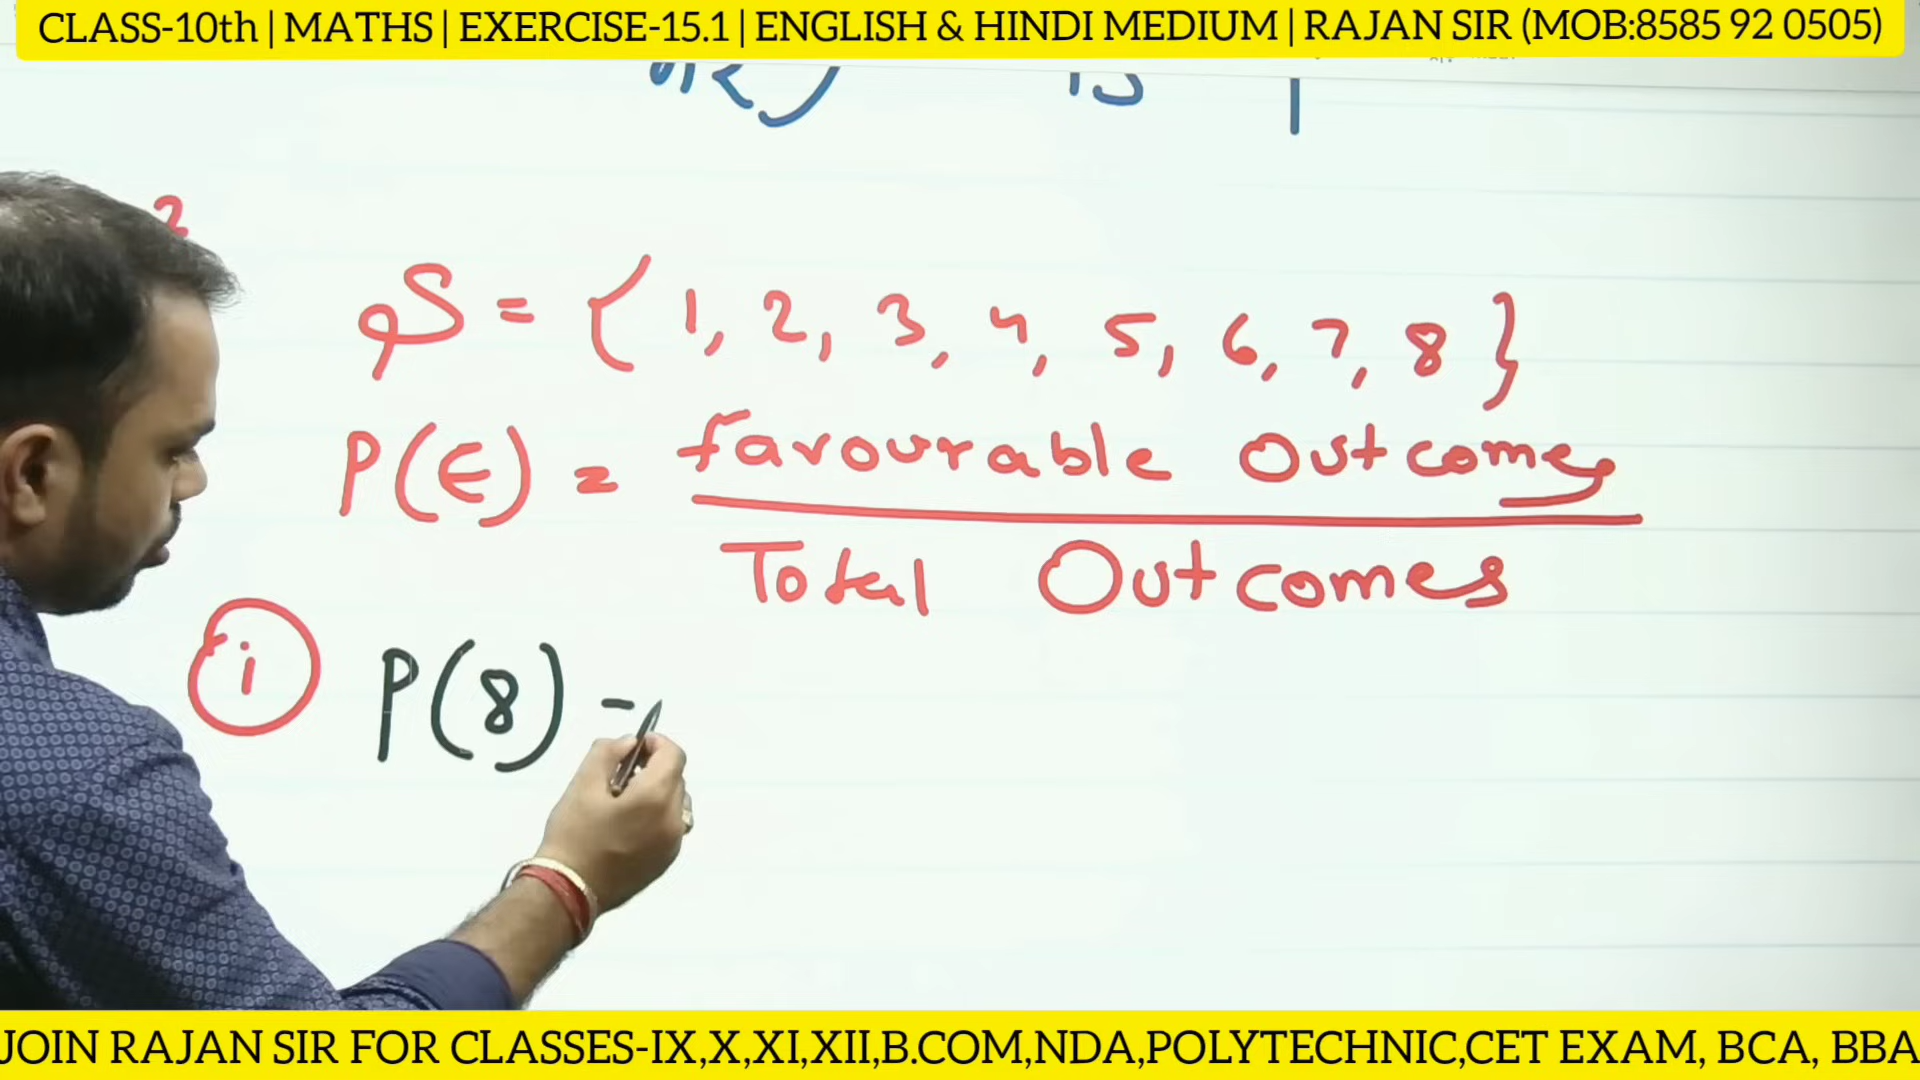 CLASS-10th | MATHS | EXERCISE-15.1 | ENGLISH & HINDI MEDIUM | RAJAN SIR (MOB:8585 92 0505)
is
2
S = { 1, 2, 3, 4, 5, 6, 7, 8 }
P(E) = favourable Outcomes
Total Outcomes
i P(8) =
JOIN RAJAN SIR FOR CLASSES-IX,X,XI,XII,B.COM,NDA,POLYTECHNIC,CET EXAM, BCA, BBA